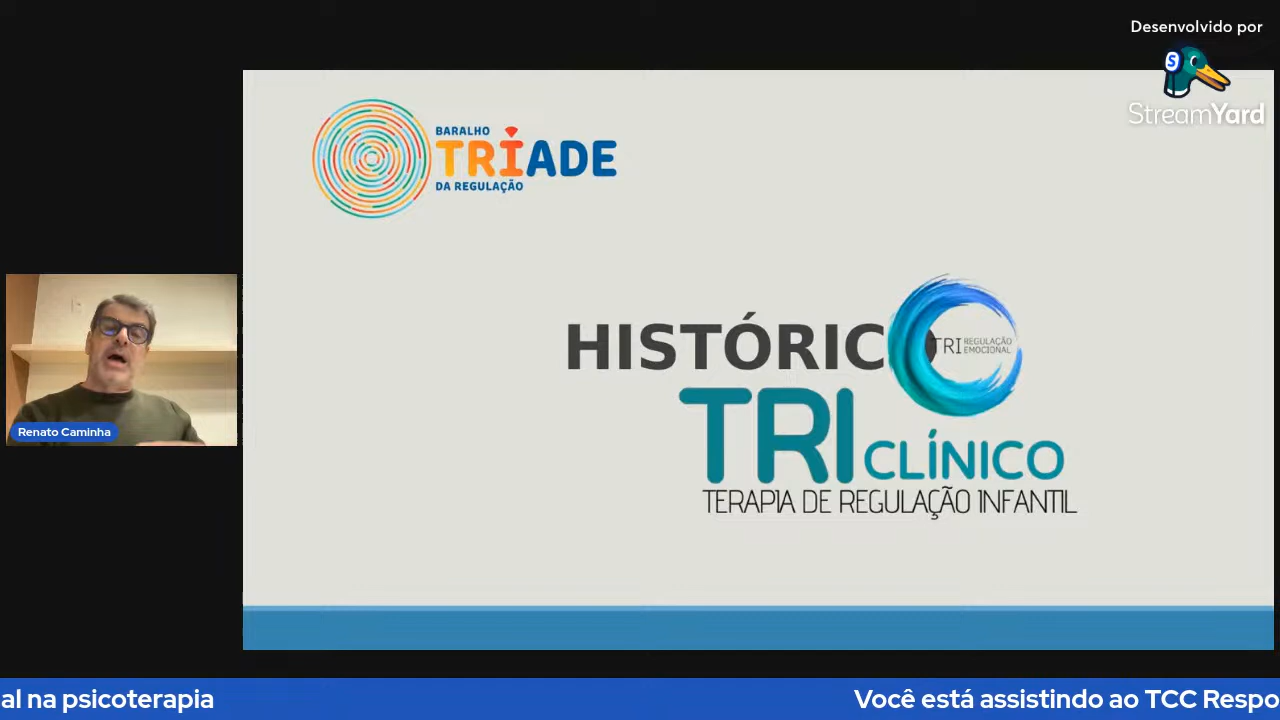 Desenvolvido por
S
StreamYard
BARALHO
TRIADE
DA REGULAÇÃO
HISTÓRICO
TRI REGULAÇÃO
EMOCIONAL
TRI CLÍNICO
TERAPIA DE REGULAÇÃO INFANTIL
Renato Caminha
al na psicoterapia
Você está assistindo ao TCC Respo